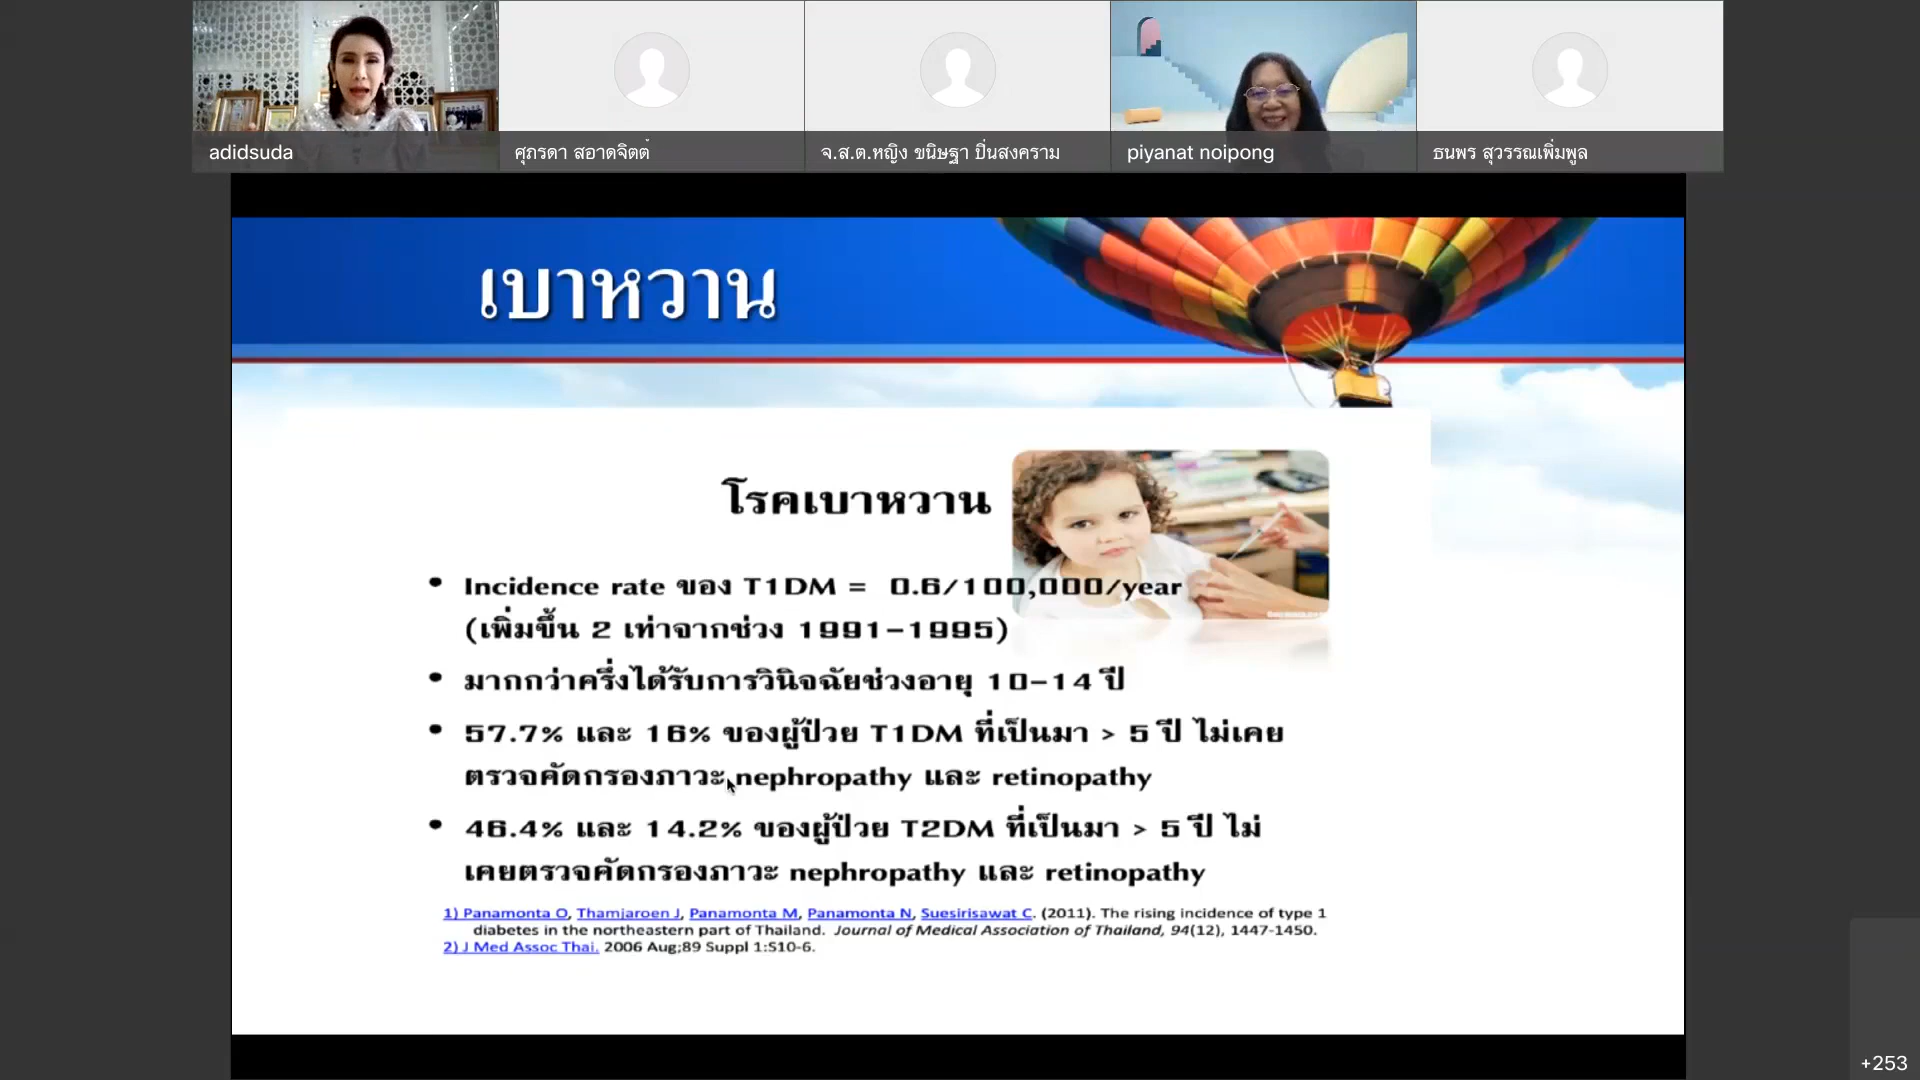 adidsuda
ศุภรดา สอาดจิตต์
จ.ส.ต.หญิง ขนิษฐา ปิ่นสงคราม
piyanat noipong
ธนพร สุวรรณเพิ่มพูล
เบาหวาน
โรคเบาหวาน
• Incidence rate ของ T1DM = 0.6/100,000/year
(เพิ่มขึ้น 2 เท่าจากช่วง 1991-1995)
• มากกว่าครึ่งได้รับการวินิจฉัยช่วงอายุ 10-14 ปี
• 57.7% และ 16% ของผู้ป่วย T1DM ที่เป็นมา > 5 ปี ไม่เคย
ตรวจคัดกรองภาวะ nephropathy และ retinopathy
• 46.4% และ 14.2% ของผู้ป่วย T2DM ที่เป็นมา > 5 ปี ไม่
เคยตรวจคัดกรองภาวะ nephropathy และ retinopathy
1) Panamonta O, Thamjaroen J, Panamonta M, Panamonta N, Suesirisawat C. (2011). The rising incidence of type 1
diabetes in the northeastern part of Thailand. Journal of Medical Association of Thailand, 94(12), 1447-1450.
2) J Med Assoc Thai. 2006 Aug;89 Suppl 1:S10-6.
+253